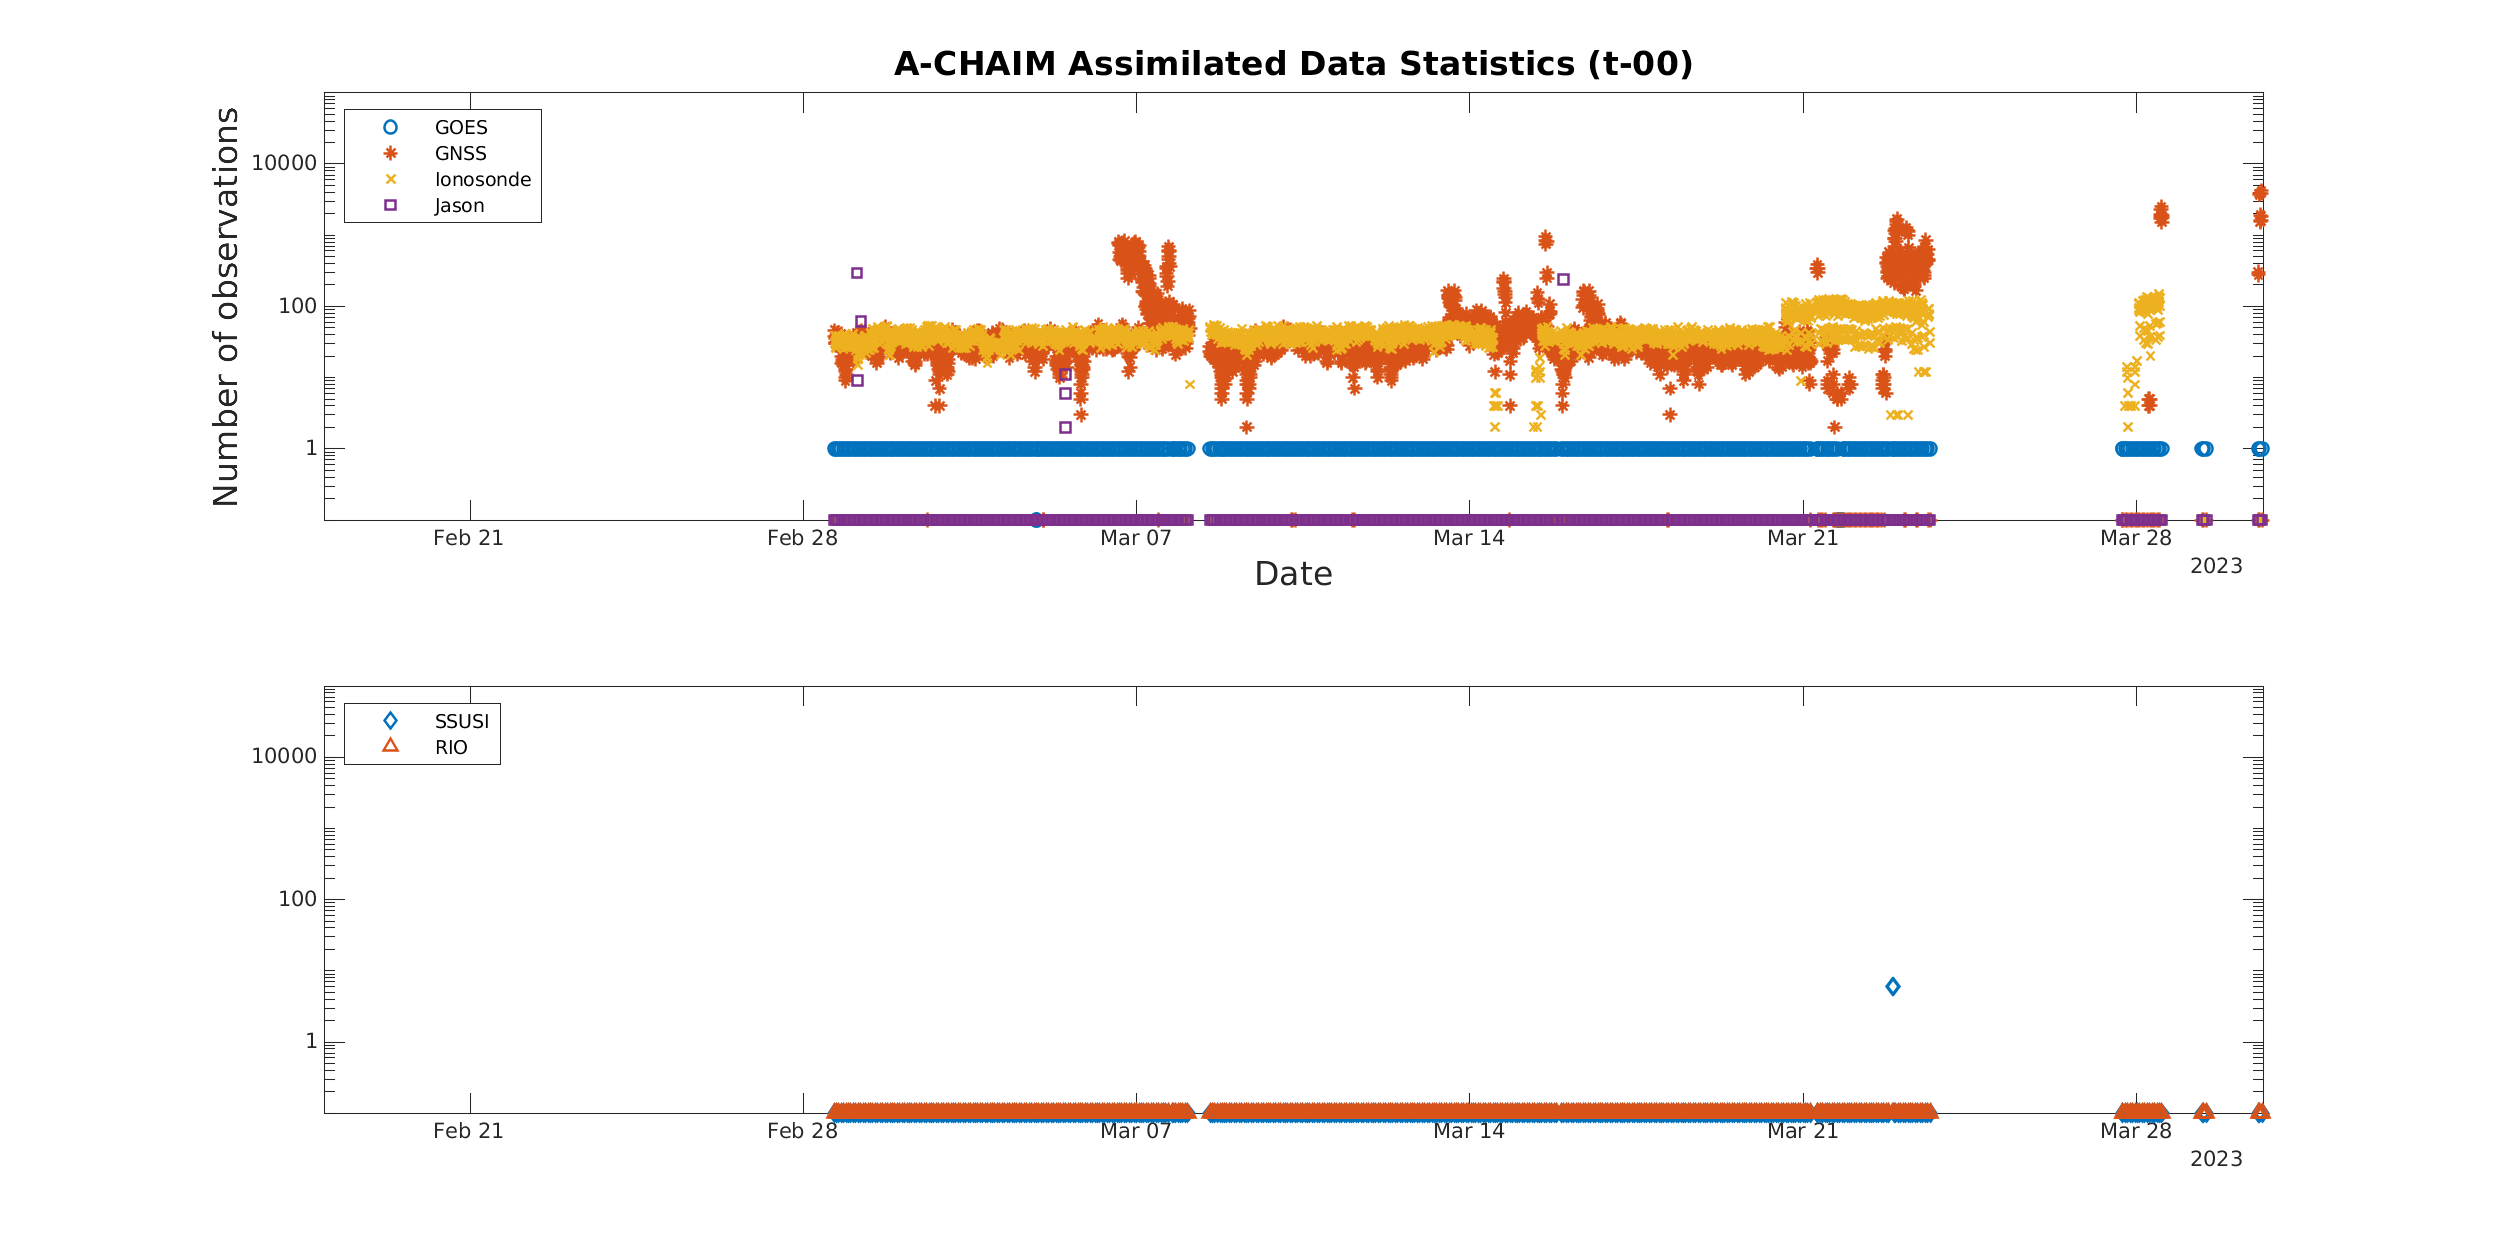 A-CHAIM Assimilated Data Statistics (t-00)
Number of observations
10000
100
1
GOES
GNSS
Ionosonde
Jason
Feb 21 Feb 28 Mar 07 Mar 14 Mar 21 Mar 28
2023
Date
10000
100
1
SSUSI
RIO
Feb 21 Feb 28 Mar 07 Mar 14 Mar 21 Mar 28
2023